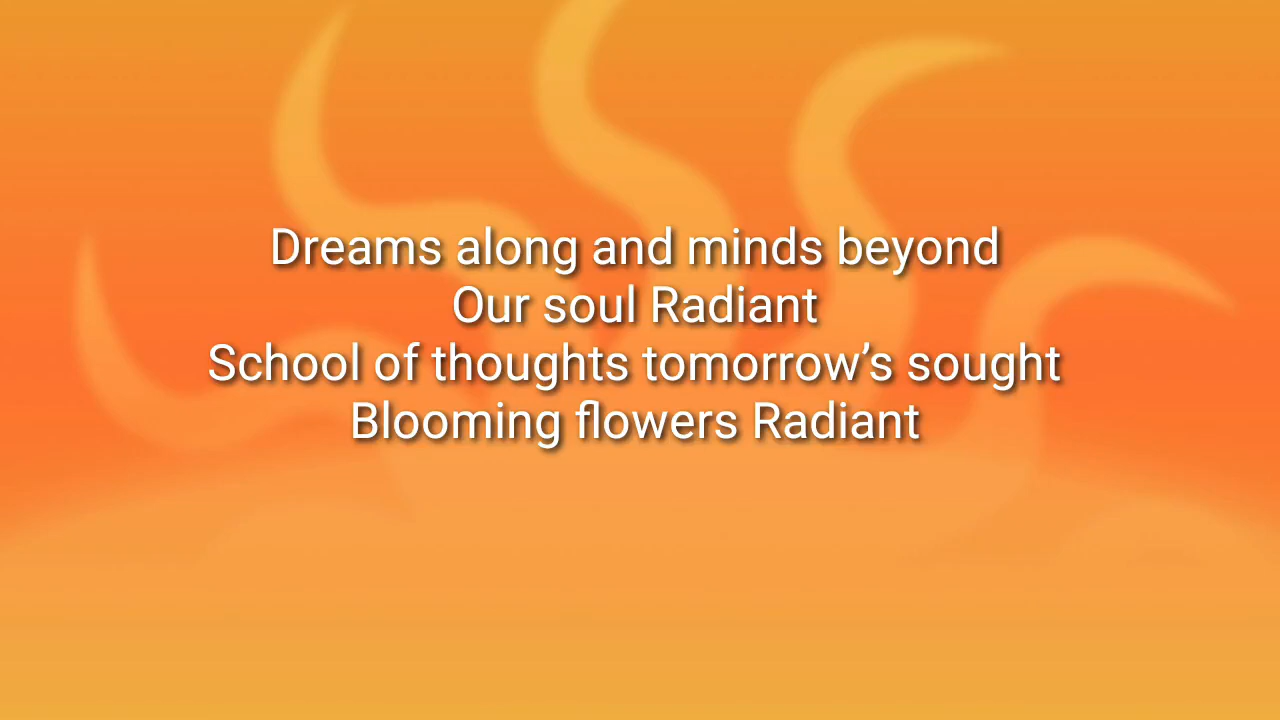 Dreams along and minds beyond
Our soul Radiant
School of thoughts tomorrow’s sought
Blooming flowers Radiant